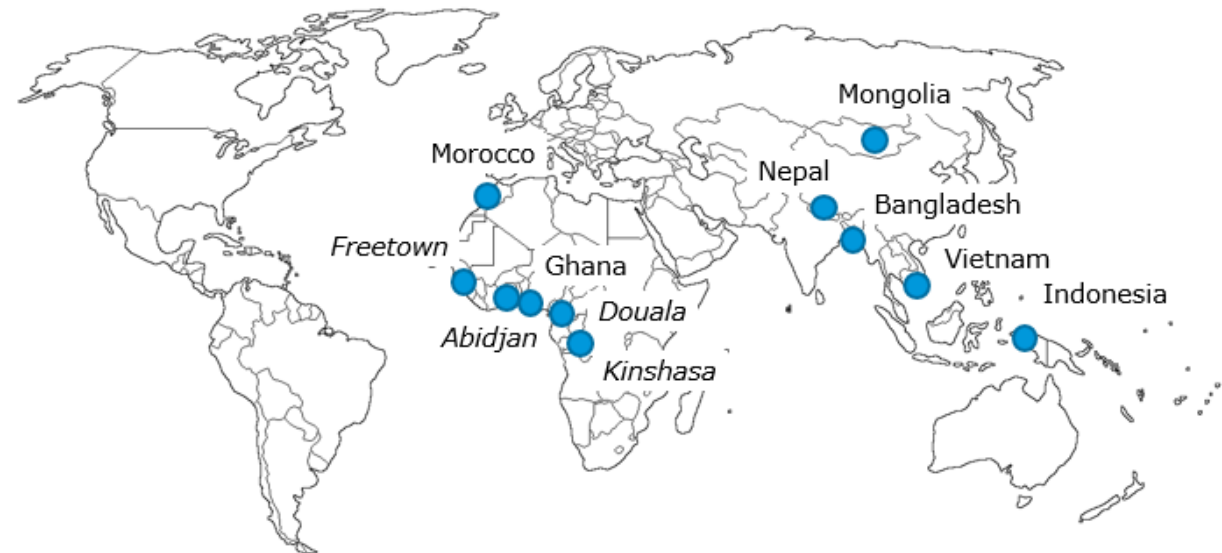 Mongolia
Morocco
Nepal
Bangladesh
Freetown
Ghana
Vietnam
Indonesia
Douala
Abidjan
Kinshasa